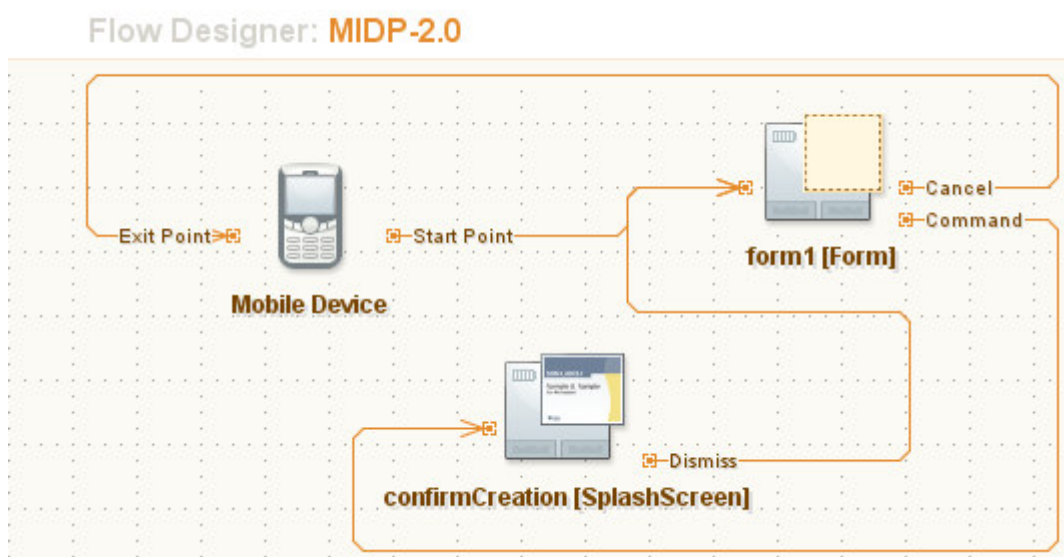 Flow Designer: MIDP-2.0
Cancel
Command
Exit Point
Start Point
form1 [Form]
Mobile Device
Dismiss
confirmCreation [SplashScreen]